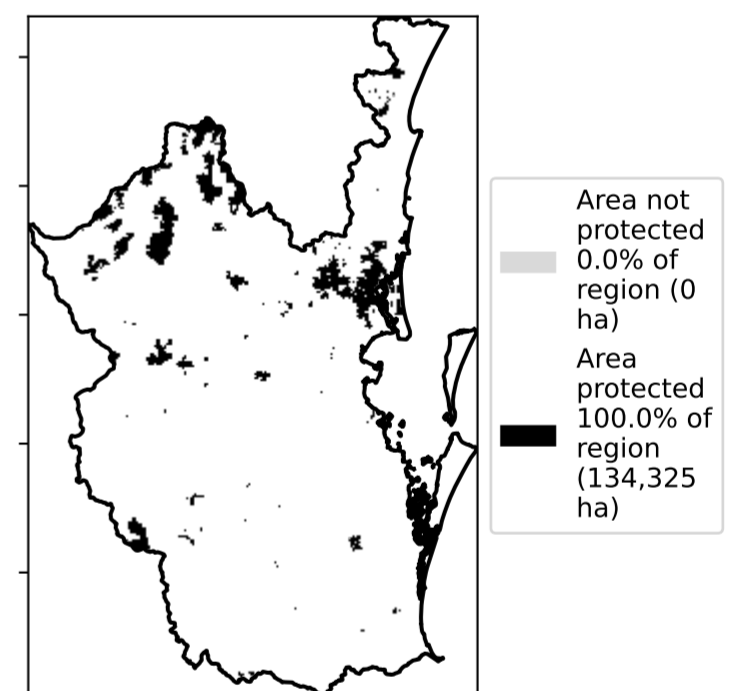 Area not
protected
0.0% of
region (0
ha)
Area
protected
100.0% of
region
(134,325
ha)